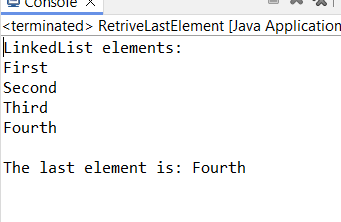 Console
<terminated> RetriveLastElement [Java Application
LinkedList elements:
First
Second
Third
Fourth
The last element is: Fourth